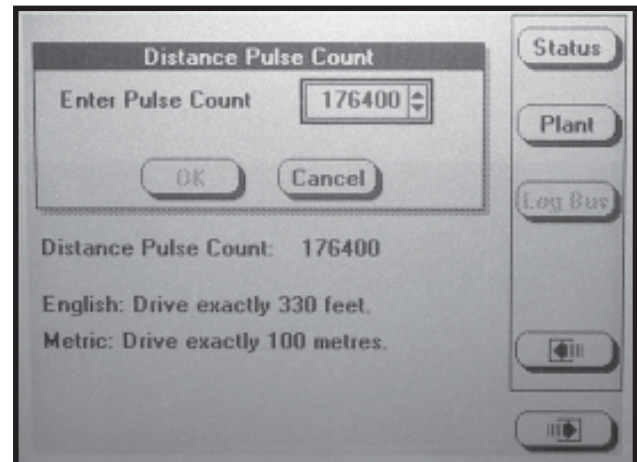 Distance Pulse Count
Enter Pulse Count 176400
OK Cancel
Distance Pulse Count: 176400
English: Drive exactly 330 feet.
Metric: Drive exactly 100 metres.
Status
Plant
Log Bus